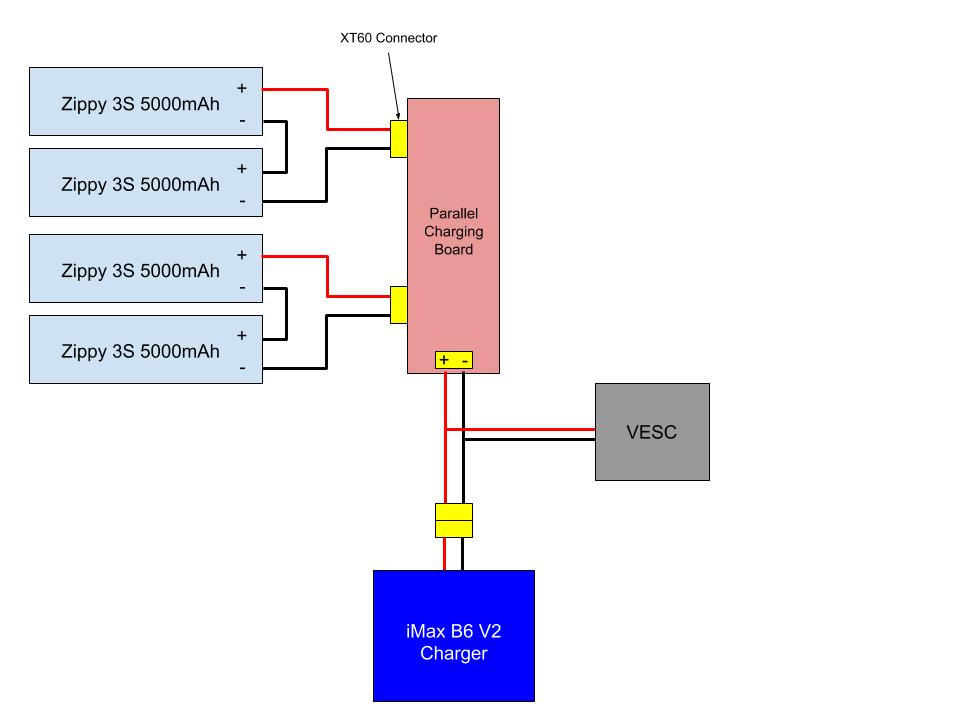 XT60 Connector
+
Zippy 3S 5000mAh
-
+
Zippy 3S 5000mAh
-
Parallel
Charging
Board
+
Zippy 3S 5000mAh
-
+
Zippy 3S 5000mAh
-
+ -
VESC
iMax B6 V2
Charger